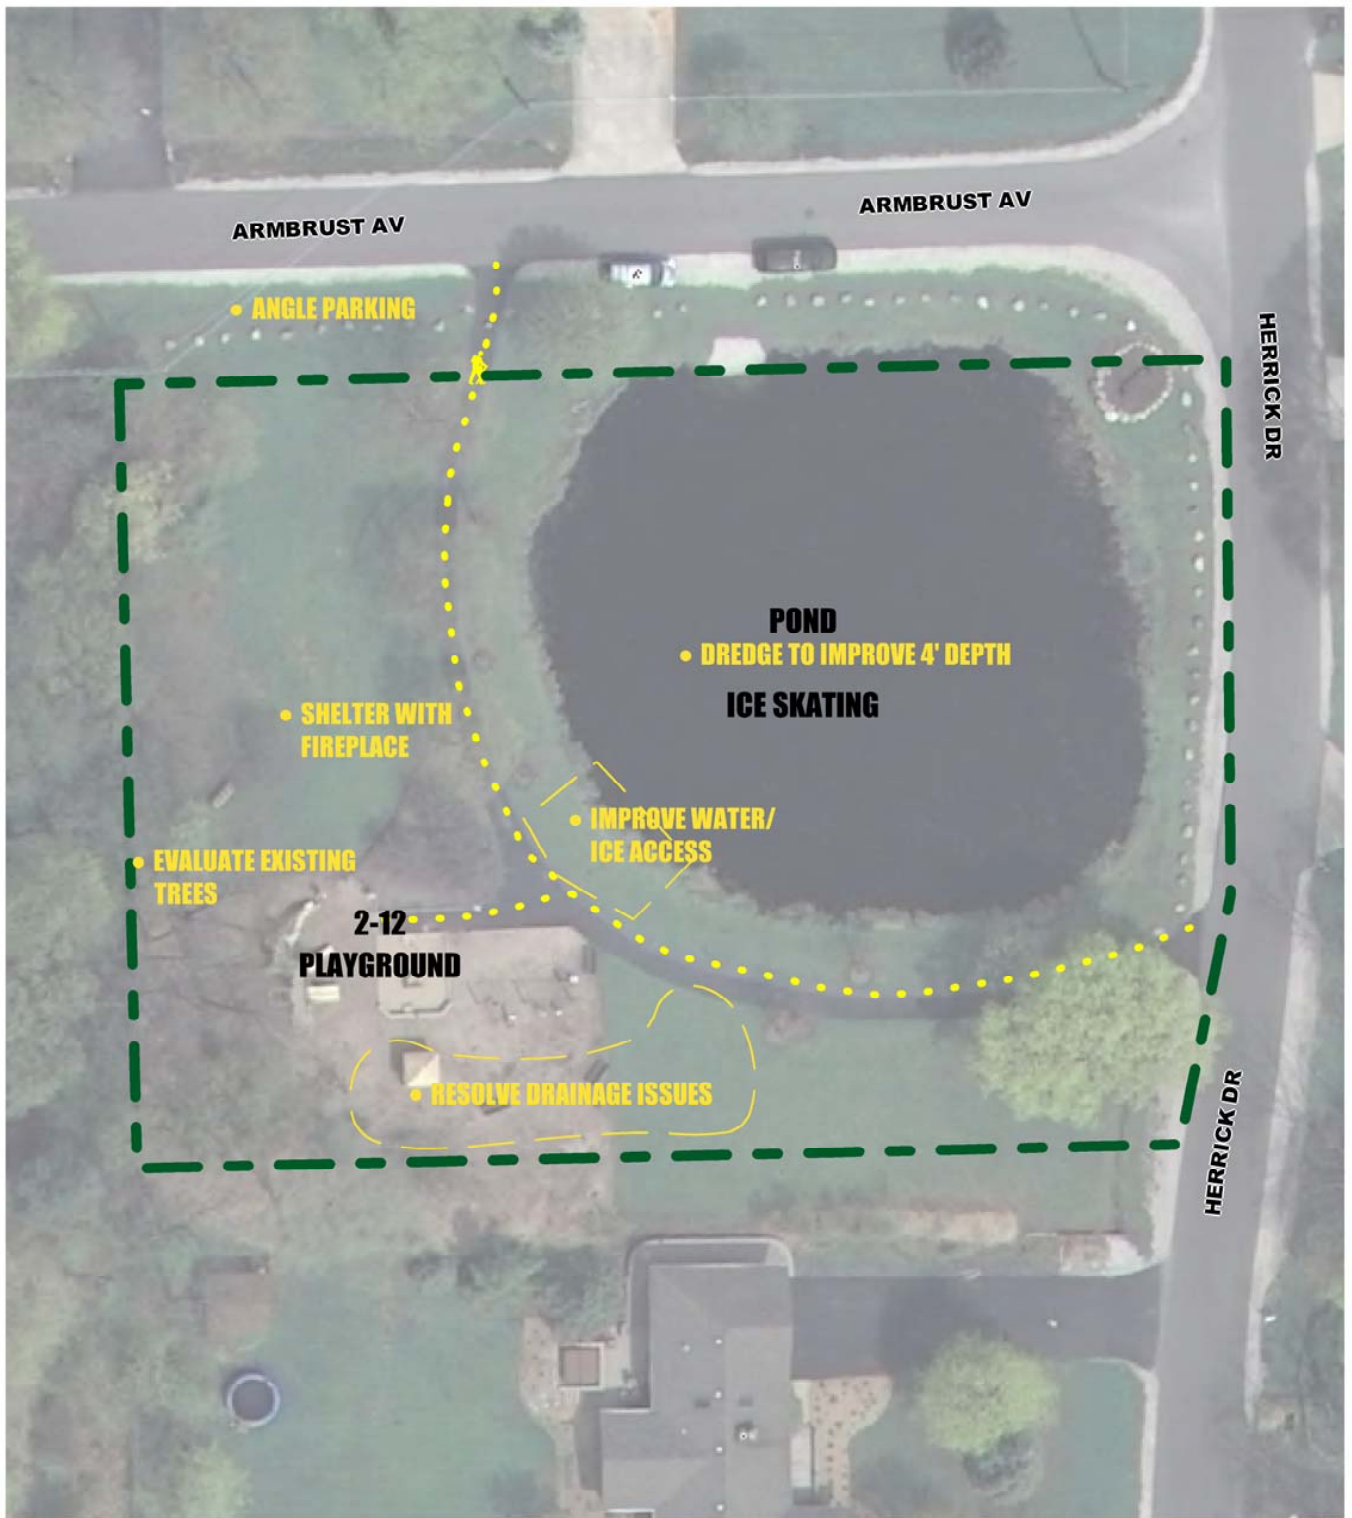 ARMBRUST AV
ARMBRUST AV
ANGLE PARKING
HERRICK DR
POND
DREDGE TO IMPROVE 4' DEPTH
ICE SKATING
SHELTER WITH
FIREPLACE
IMPROVE WATER/
ICE ACCESS
EVALUATE EXISTING
TREES
2-12
PLAYGROUND
RESOLVE DRAINAGE ISSUES
HERRICK DR